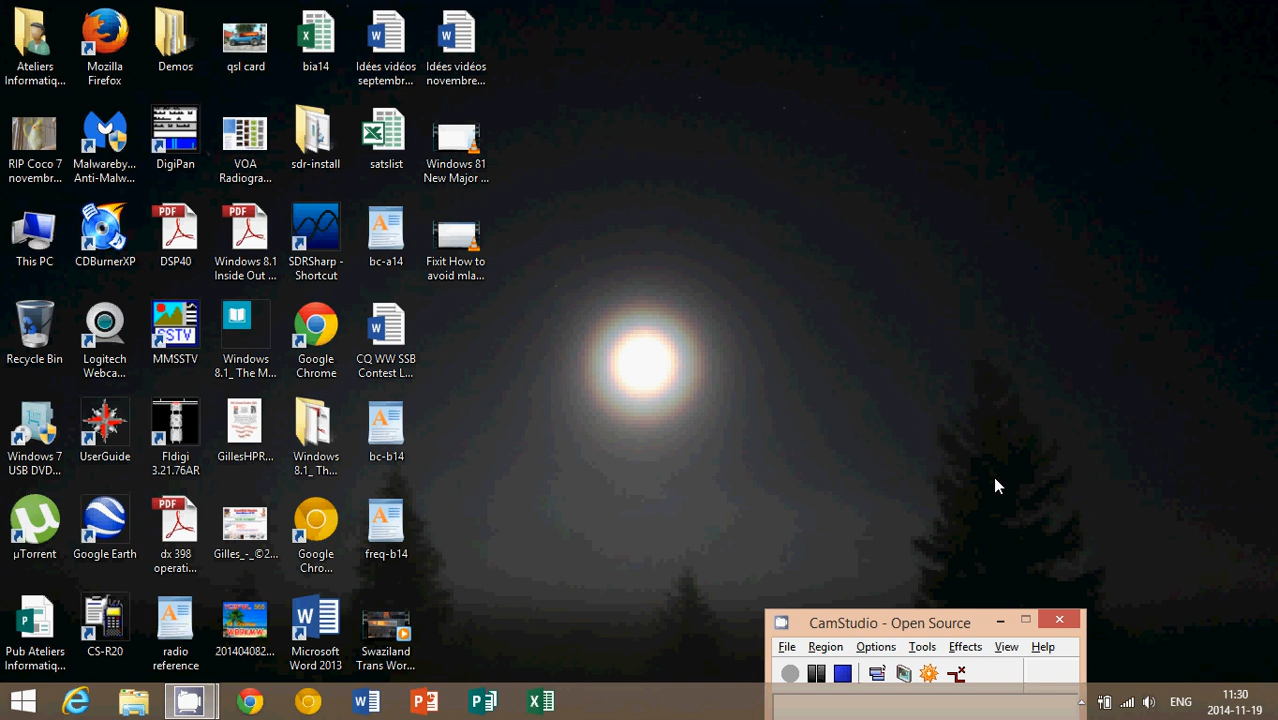 Ateliers
Informatiq...
Mozilla
Firefox
Demos
qsl card
bia14
Idées vidéos
septembr...
Idées vidéos
novembre...
RIP Coco 7
novembr...
Malwareby...
Anti-Malw...
DigiPan
VOA
Radiogra...
sdr-install
satslist
Windows 81
New Major ...
This PC
CDBurnerXP
PDF
DSP40
PDF
Windows 8.1
Inside Out ...
SDRSharp -
Shortcut
bc-a14
Fixit How to
avoid mla...
Recycle Bin
Logitech
Webca...
SSTV
MMSSTV
Windows
8.1_ The M...
Google
Chrome
CQ WW SSB
Contest L...
Windows 7
USB DVD...
UserGuide
Fldigi
3.21.76AR
GillesHPR...
Windows
8.1_ Th...
bc-b14
µTorrent
Google Earth
PDF
dx 398
operati...
Gilles_-_©2...
Google
Chro...
freq-b14
Pub Ateliers
Informatiq...
CS-R20
radio
reference
201404082...
Microsoft
Word 2013
Swaziland
Trans Wor...
CamStudio - Open Source
File Region Options Tools Effects View Help
ENG
11:30
2014-11-19